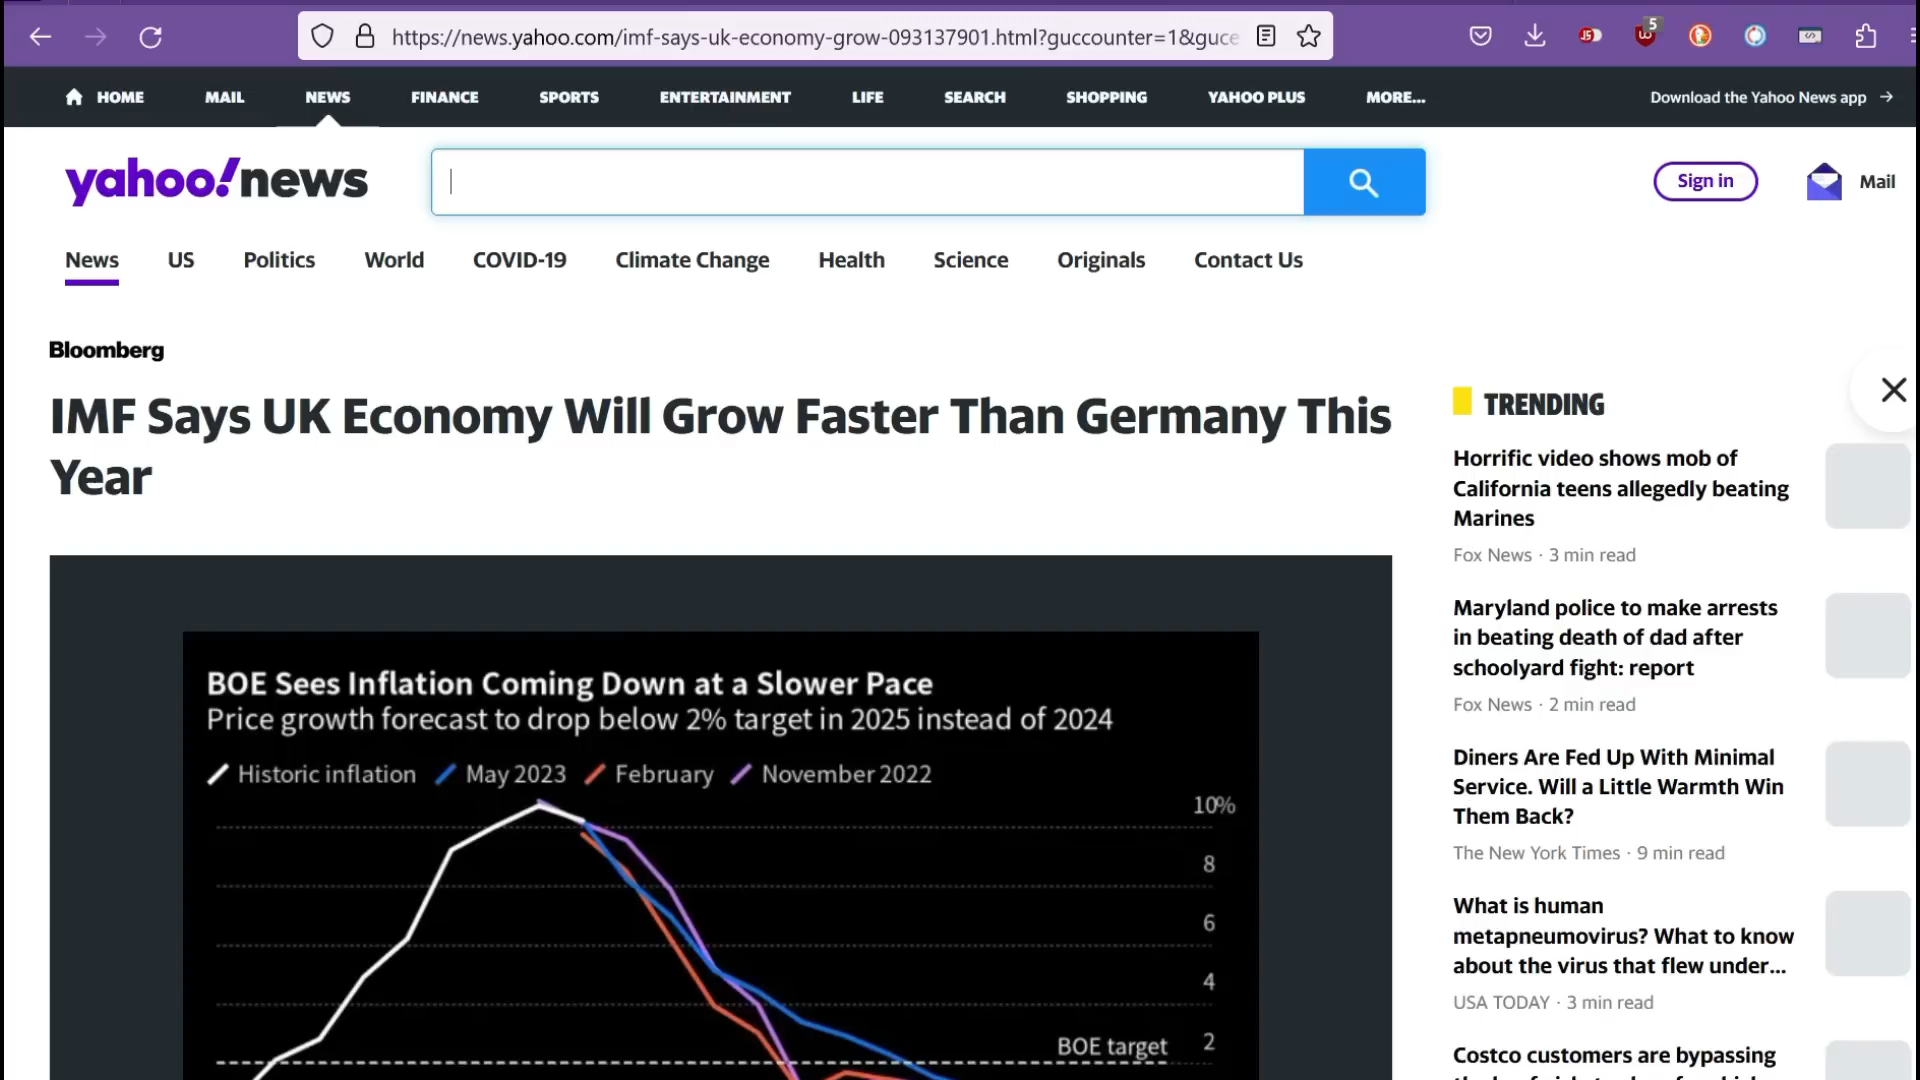 https://news.yahoo.com/imf-says-uk-economy-grow-093137901.html?guccounter=1&guce
5
HOME MAIL NEWS FINANCE SPORTS ENTERTAINMENT LIFE SEARCH SHOPPING YAHOO PLUS MORE... Download the Yahoo News app
yahoo!news
Sign in
Mail
News US Politics World COVID-19 Climate Change Health Science Originals Contact Us
Bloomberg
IMF Says UK Economy Will Grow Faster Than Germany This
Year
BOE Sees Inflation Coming Down at a Slower Pace
Price growth forecast to drop below 2% target in 2025 instead of 2024
Historic inflation May 2023 February November 2022
10%
8
6
4
BOE target 2
TRENDING
Horrific video shows mob of
California teens allegedly beating
Marines
Fox News · 3 min read
Maryland police to make arrests
in beating death of dad after
schoolyard fight: report
Fox News · 2 min read
Diners Are Fed Up With Minimal
Service. Will a Little Warmth Win
Them Back?
The New York Times · 9 min read
What is human
metapneumovirus? What to know
about the virus that flew under...
USA TODAY · 3 min read
Costco customers are bypassing